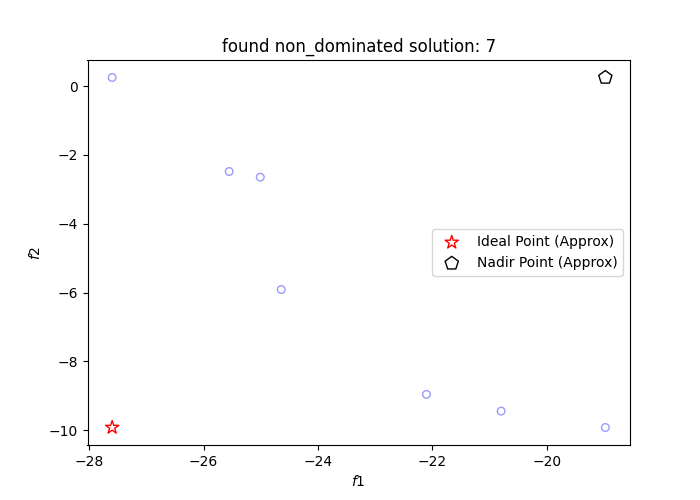 found non_dominated solution: 7
0
−2
−4
−6
−8
−10
f2
Ideal Point (Approx)
Nadir Point (Approx)
−28
−26
−24
−22
−20
f1